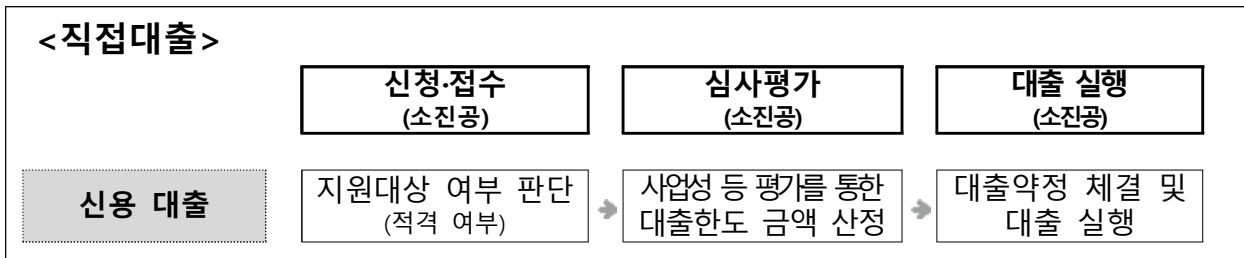 <직접대출>
신청·접수
(소진공)
심사평가
(소진공)
대출 실행
(소진공)
신용 대출
지원대상 여부 판단
(적격 여부)
사업성 등 평가를 통한
대출한도 금액 산정
대출약정 체결 및
대출 실행